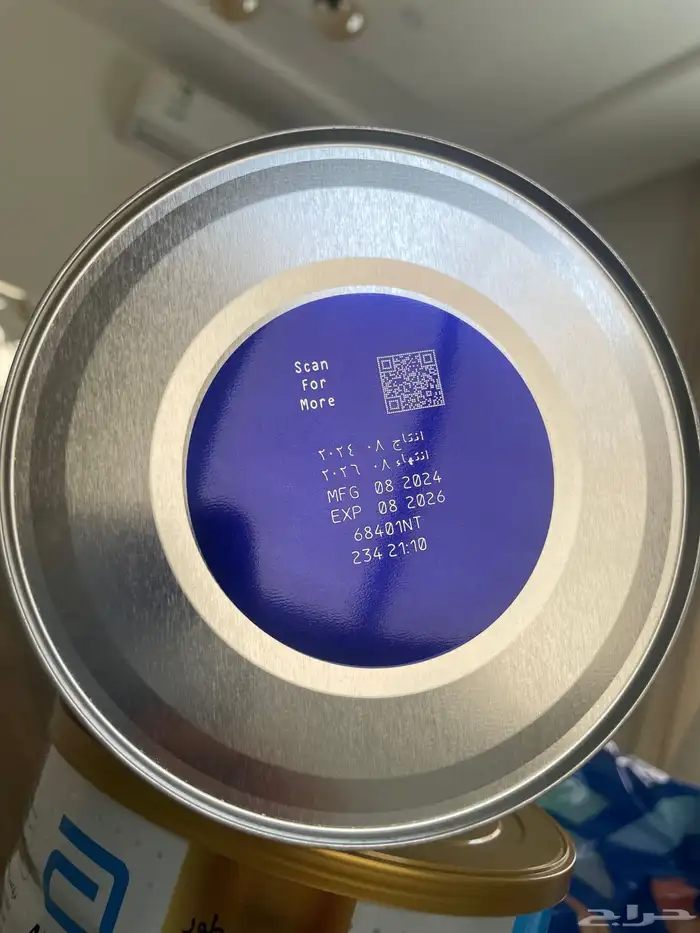 Scan
For
More
انتاج ٠٨ ٢٠٢٤
انتهاء ٠٨ ٢٠٢٦
MFG 08 2024
EXP 08 2026
68401NT
234 21:10
حراج